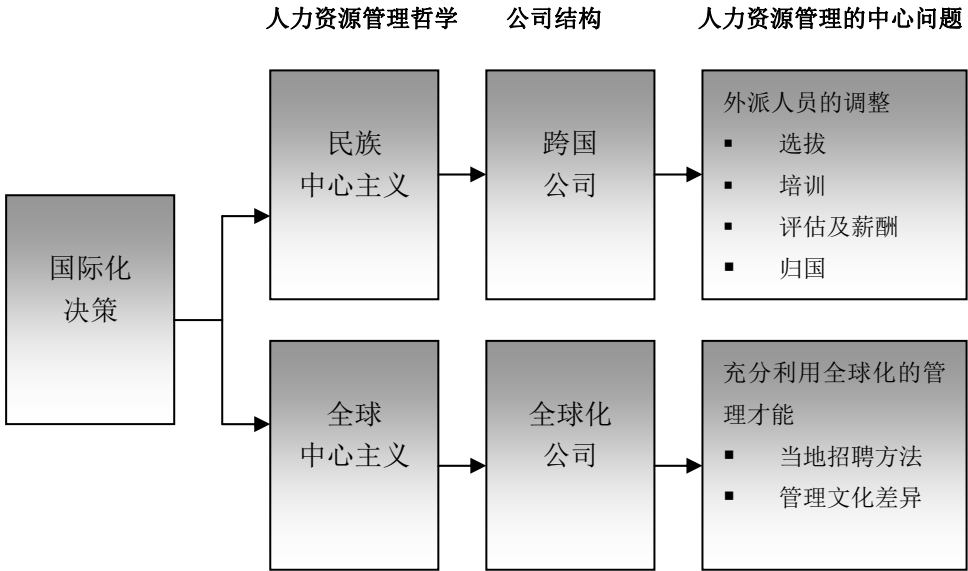 人力资源管理哲学 公司结构 人力资源管理的中心问题
国际化
决策
民族
中心主义
跨国
公司
外派人员的调整
▪ 选拔
▪ 培训
▪ 评估及薪酬
▪ 归国
全球
中心主义
全球化
公司
充分利用全球化的管
理才能
▪ 当地招聘方法
▪ 管理文化差异